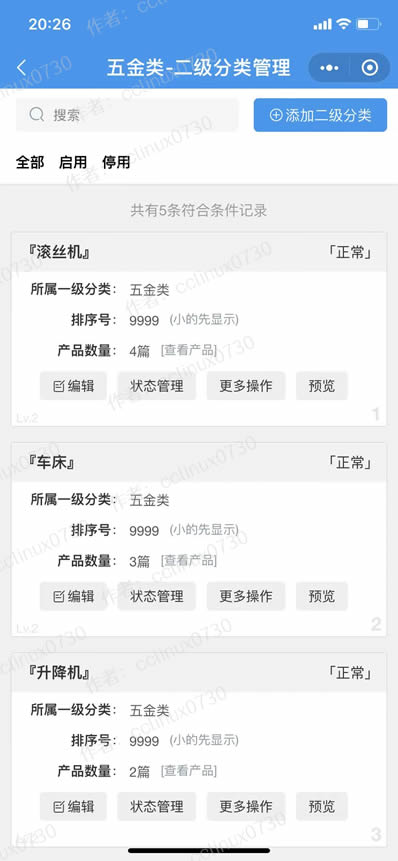 20:26
五金类-二级分类管理
搜索
添加二级分类
全部 启用 停用
共有5条符合条件记录
『滚丝机』 「正常」
所属一级分类： 五金类
排序号： 9999 (小的先显示)
产品数量： 4篇 [查看产品]
编辑 状态管理 更多操作 预览
Lv.2 1
『车床』 「正常」
所属一级分类： 五金类
排序号： 9999 (小的先显示)
产品数量： 3篇 [查看产品]
编辑 状态管理 更多操作 预览
Lv.2 2
『升降机』 「正常」
所属一级分类： 五金类
排序号： 9999 (小的先显示)
产品数量： 2篇 [查看产品]
编辑 状态管理 更多操作 预览
3
作者：cclinux0730